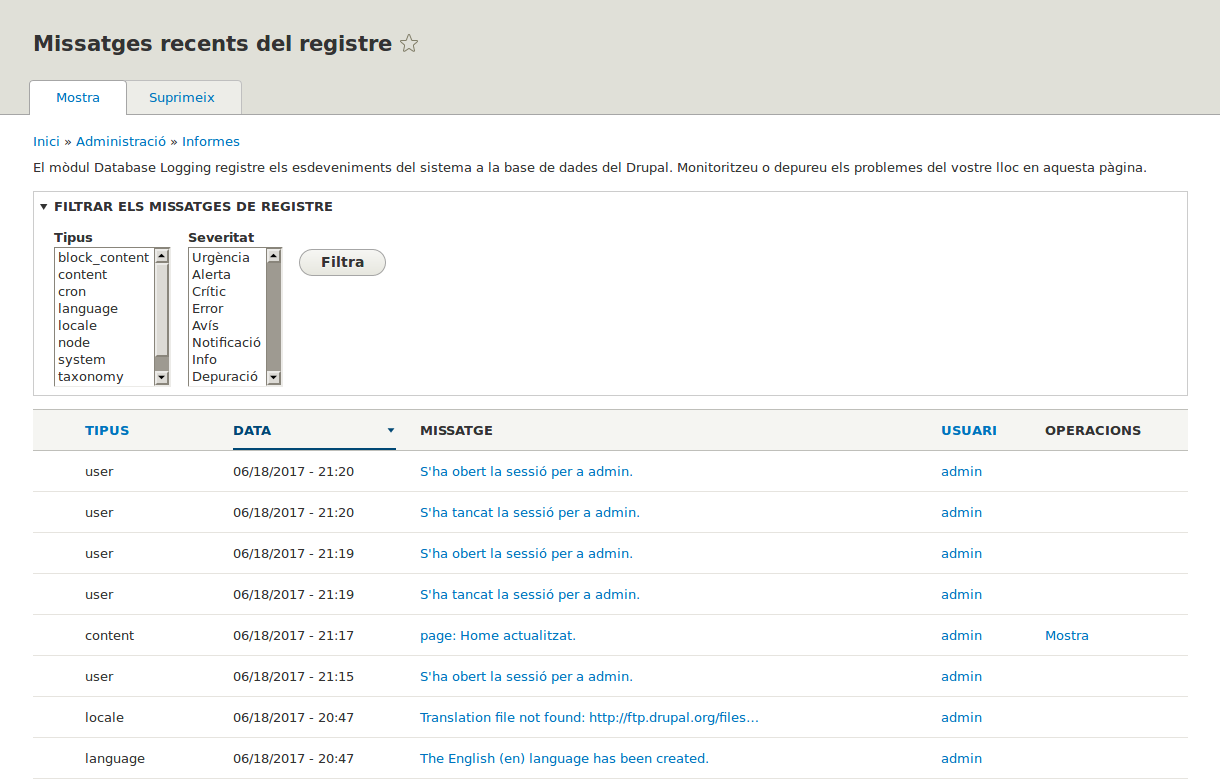 Missatges recents del registre
Mostra Suprimeix
Inici » Administració » Informes
El mòdul Database Logging registre els esdeveniments del sistema a la base de dades del Drupal. Monitoritzeu o depureu els problemes del vostre lloc en aquesta pàgina.
FILTRAR ELS MISSATGES DE REGISTRE
Tipus
block_content
content
cron
language
locale
node
system
taxonomy
Severitat
Urgència
Alerta
Crític
Error
Avís
Notificació
Info
Depuració
Filtra
TIPUS DATA MISSATGE USUARI OPERACIONS
user 06/18/2017 - 21:20 S'ha obert la sessió per a admin. admin
user 06/18/2017 - 21:20 S'ha tancat la sessió per a admin. admin
user 06/18/2017 - 21:19 S'ha obert la sessió per a admin. admin
user 06/18/2017 - 21:19 S'ha tancat la sessió per a admin. admin
content 06/18/2017 - 21:17 page: Home actualitzat. admin Mostra
user 06/18/2017 - 21:15 S'ha obert la sessió per a admin. admin
locale 06/18/2017 - 20:47 Translation file not found: http://ftp.drupal.org/files… admin
language 06/18/2017 - 20:47 The English (en) language has been created. admin